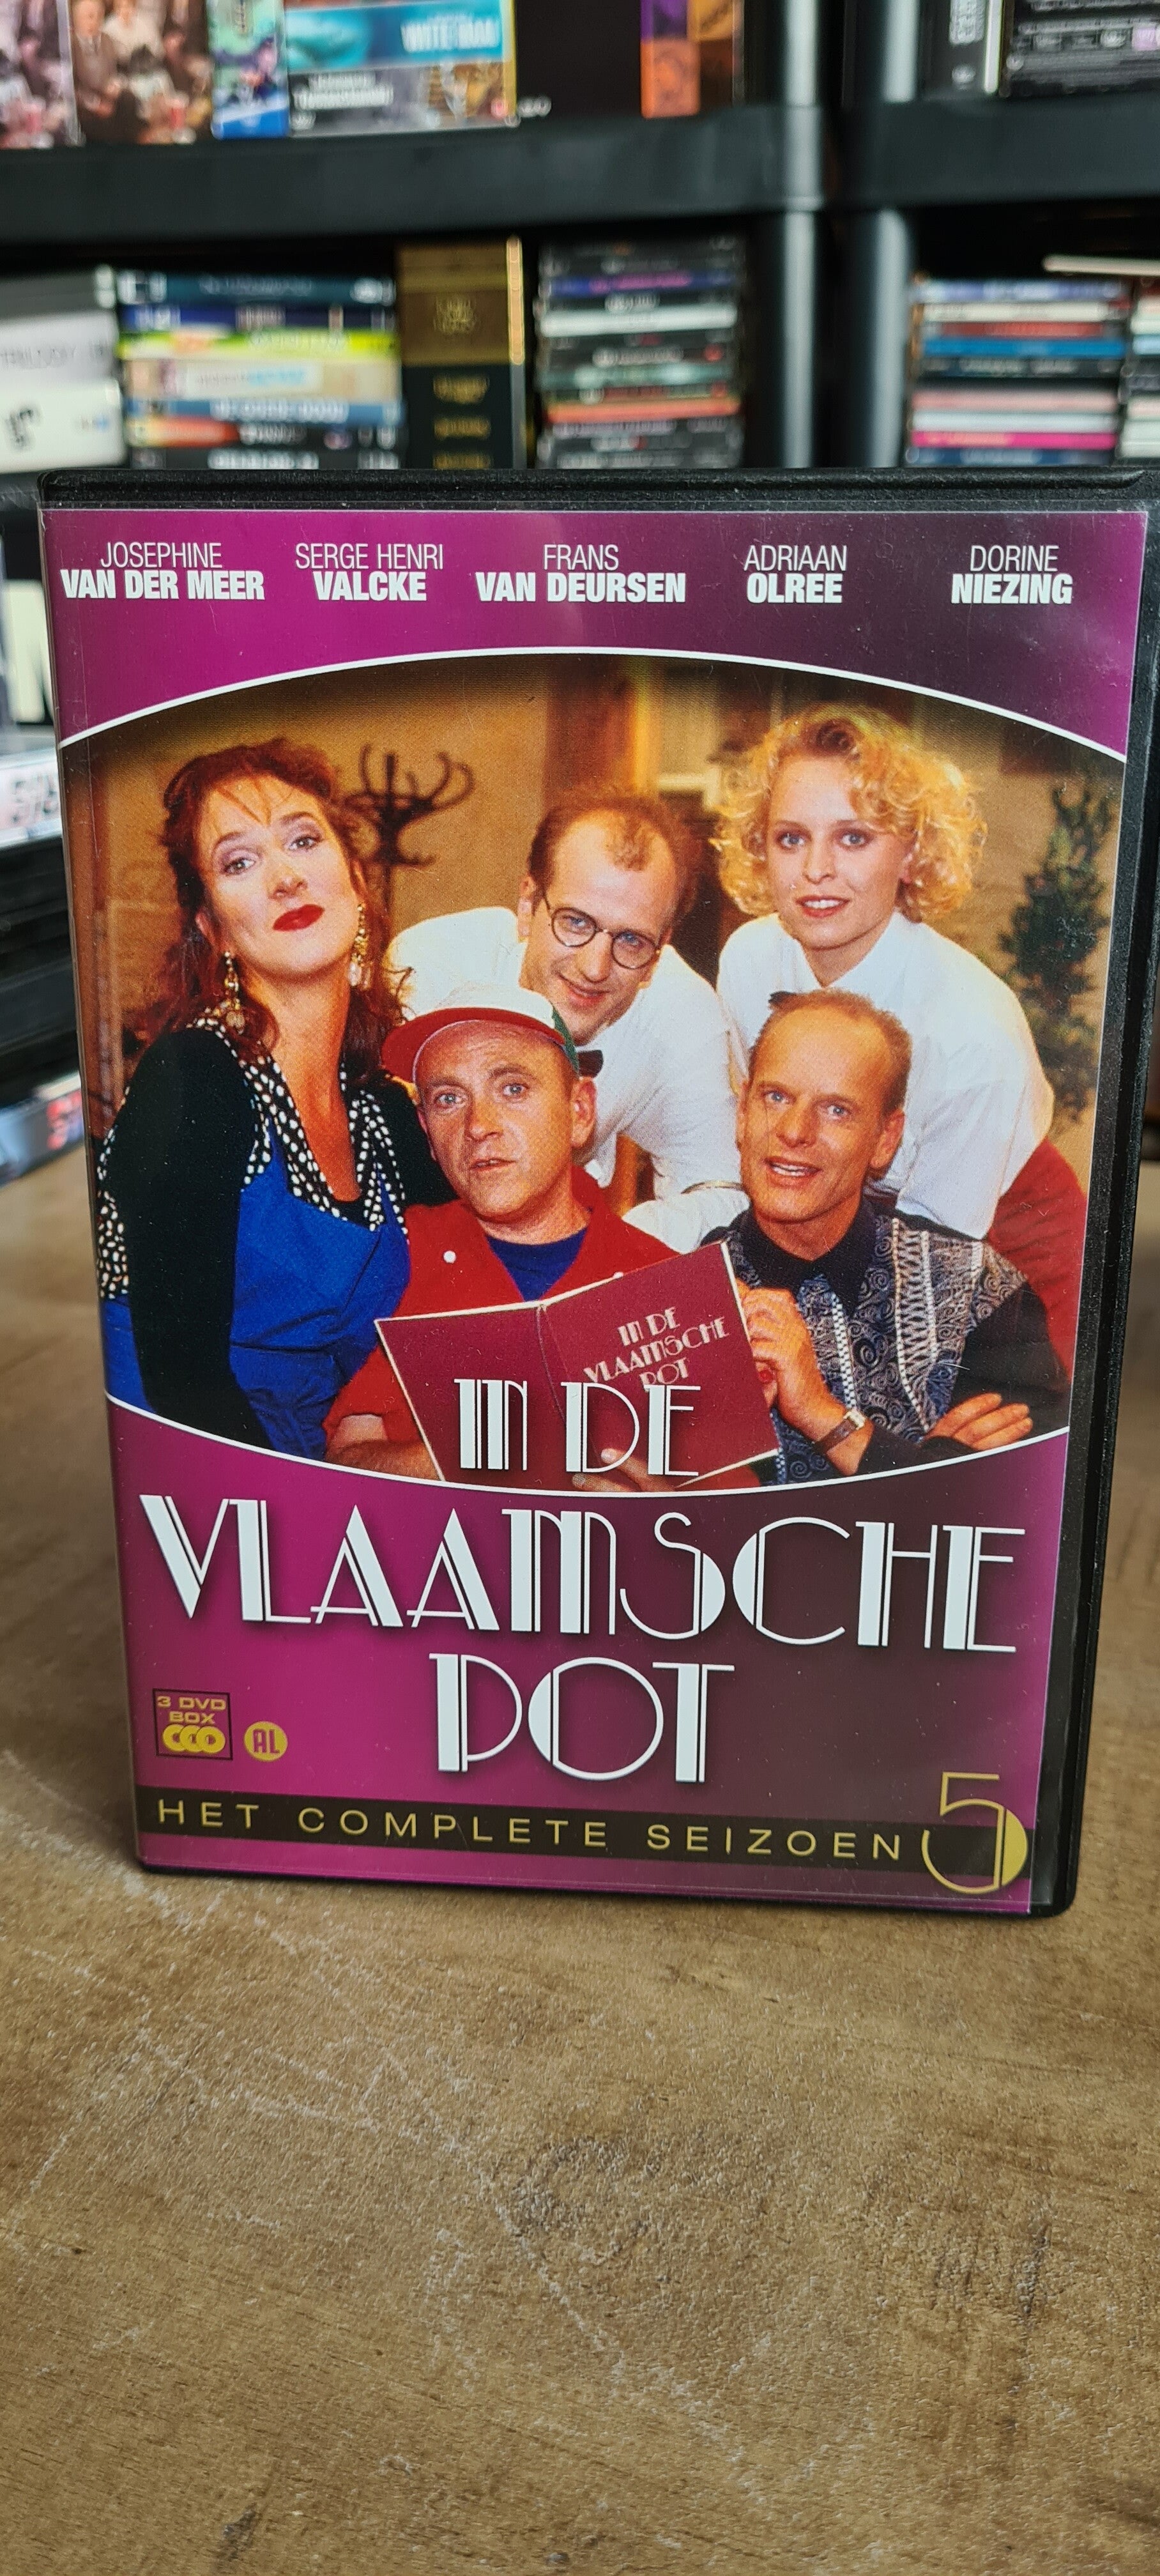 JOSEPHINE
VAN DER MEER
SERGE HENRI
VALCKE
FRANS
VAN DEURSEN
ADRIAAN
OLREE
DORINE
NIEZING
IN DE
VLAAMSCHE
POT
IN DE
VLAAMSCHE
POT
3 DVD
BOX
AL
HET COMPLETE SEIZOEN 5